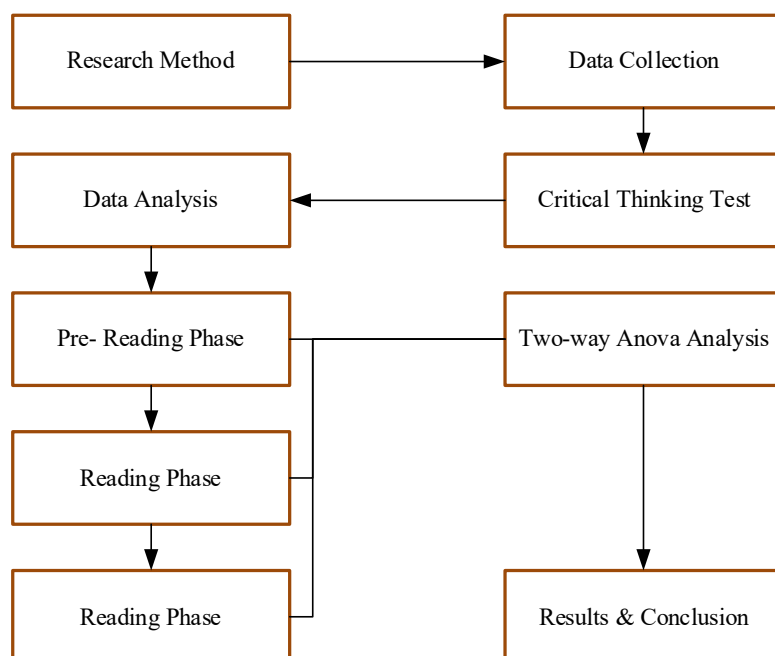 Research Method
Data Collection
Data Analysis
Critical Thinking Test
Pre- Reading Phase
Two-way Anova Analysis
Reading Phase
Reading Phase
Results & Conclusion